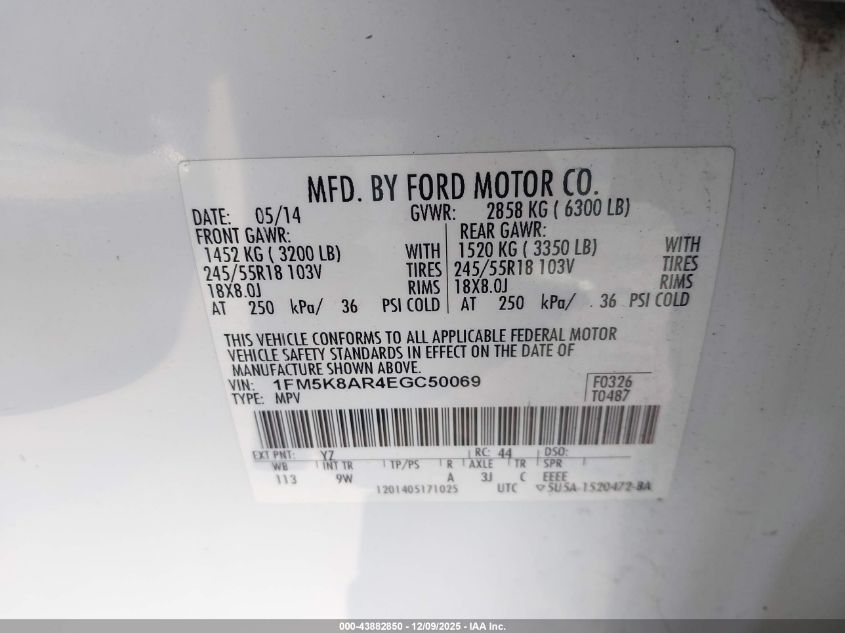 MFD. BY FORD MOTOR CO.
DATE: 05/14 GVWR: 2858 KG ( 6300 LB)
FRONT GAWR: REAR GAWR:
1452 KG ( 3200 LB) WITH 1520 KG ( 3350 LB) WITH
245/55R18 103V TIRES 245/55R18 103V TIRES
18X8.0J RIMS 18X8.0J RIMS
AT 250 kPa/ 36 PSI COLD AT 250 kPa/ 36 PSI COLD
THIS VEHICLE CONFORMS TO ALL APPLICABLE FEDERAL MOTOR
VEHICLE SAFETY STANDARDS IN EFFECT ON THE DATE OF
MANUFACTURE SHOWN ABOVE.
VIN: 1FM5K8AR4EGC50069 F0326
TYPE: MPV T0487
EXT PNT: YZ RC: 44 DSO:
WB INT TR TP/PS R AXLE TR SPR
113 9W A 3J C EEEE
1201405171025 UTC ▽SU5A-1520472-BA
000-43882850 - 12/09/2025 - IAA Inc.